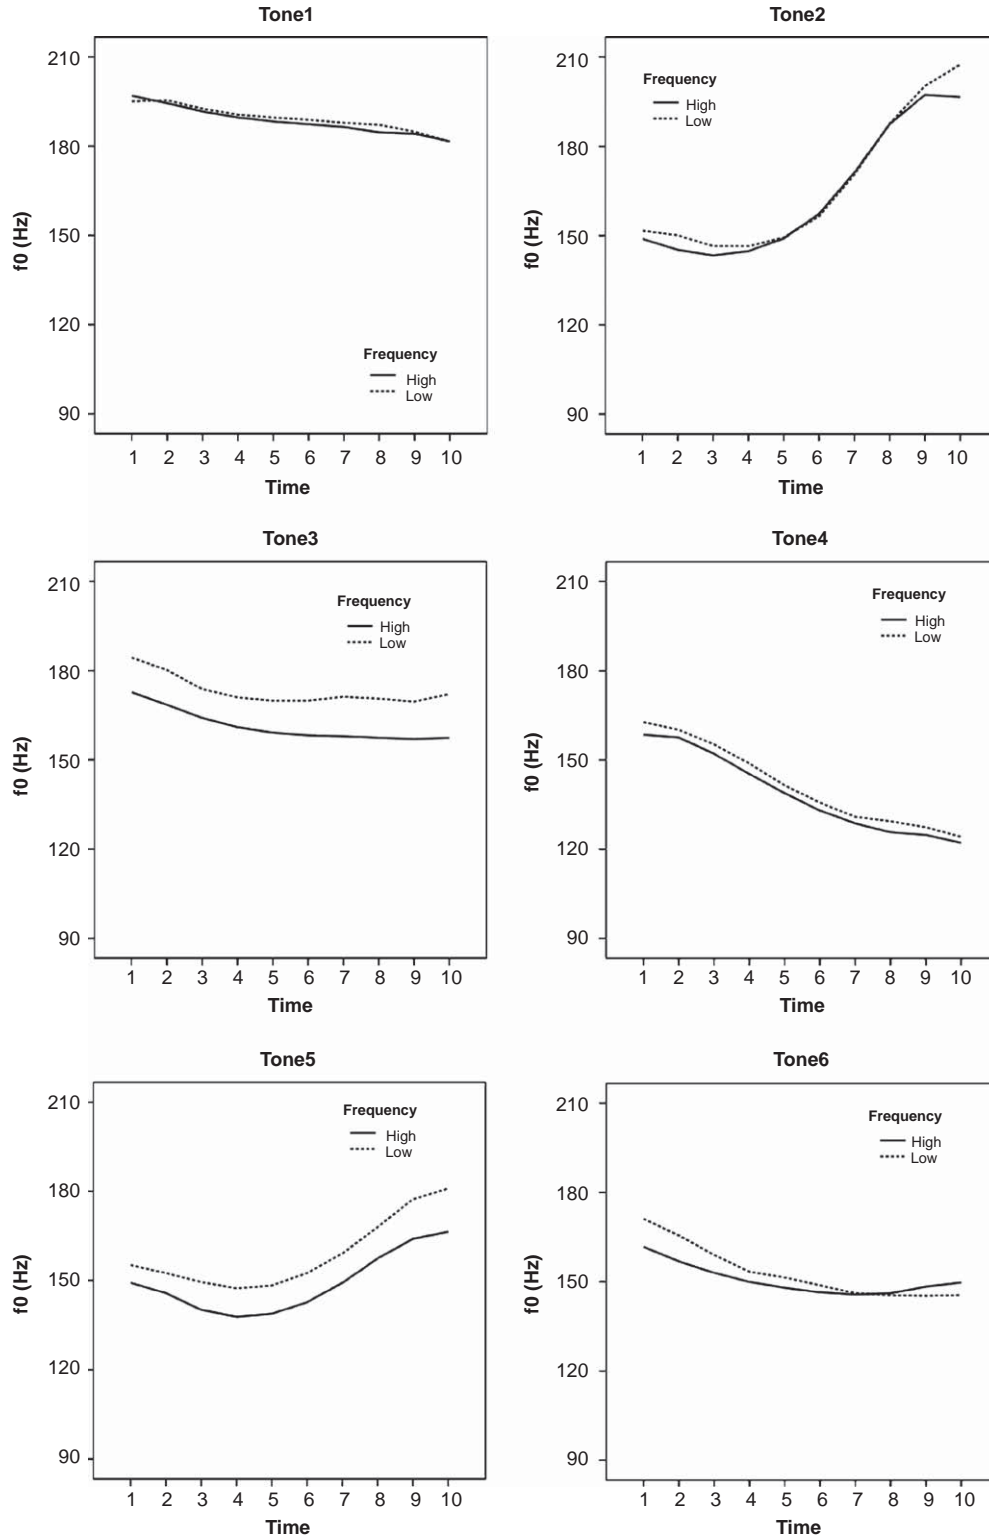 Tone1
210
180
150
120
90
f0 (Hz)
Frequency
High
Low
1 2 3 4 5 6 7 8 9 10
Time
Tone2
210
180
150
120
90
f0 (Hz)
Frequency
High
Low
1 2 3 4 5 6 7 8 9 10
Time
Tone3
210
180
150
120
90
f0 (Hz)
Frequency
High
Low
1 2 3 4 5 6 7 8 9 10
Time
Tone4
210
180
150
120
90
f0 (Hz)
Frequency
High
Low
1 2 3 4 5 6 7 8 9 10
Time
Tone5
210
180
150
120
90
f0 (Hz)
Frequency
High
Low
1 2 3 4 5 6 7 8 9 10
Time
Tone6
210
180
150
120
90
f0 (Hz)
Frequency
High
Low
1 2 3 4 5 6 7 8 9 10
Time